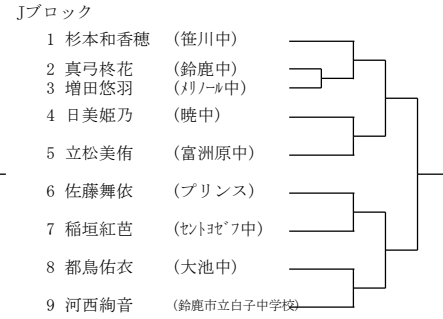 Jブロック
1 杉本和香穂 (笹川中)
2 真弓柊花 (鈴鹿中)
3 増田悠羽 (ﾒﾘﾉｰﾙ中)
4 日美姫乃 (暁中)
5 立松美侑 (富洲原中)
6 佐藤舞依 (プリンス)
7 稲垣紅芭 (ｾﾝﾄﾖｾﾞﾌ中)
8 都鳥佑衣 (大池中)
9 河西絢音 (鈴鹿市立白子中学校)